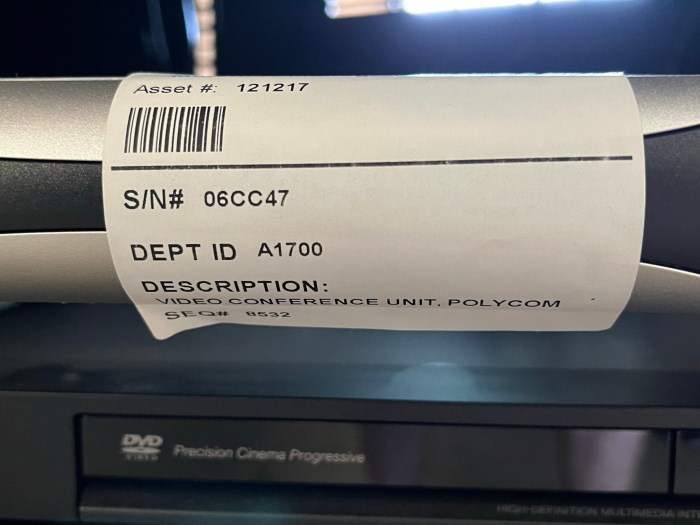 Asset #: 121217
S/N# 06CC47
DEPT ID A1700
DESCRIPTION:
VIDEO CONFERENCE UNIT, POLYCOM
SEQ# 8532
DVD
VIDEO
Precision Cinema Progressive
HIGH-DEFINITION MULTIMEDIA INT